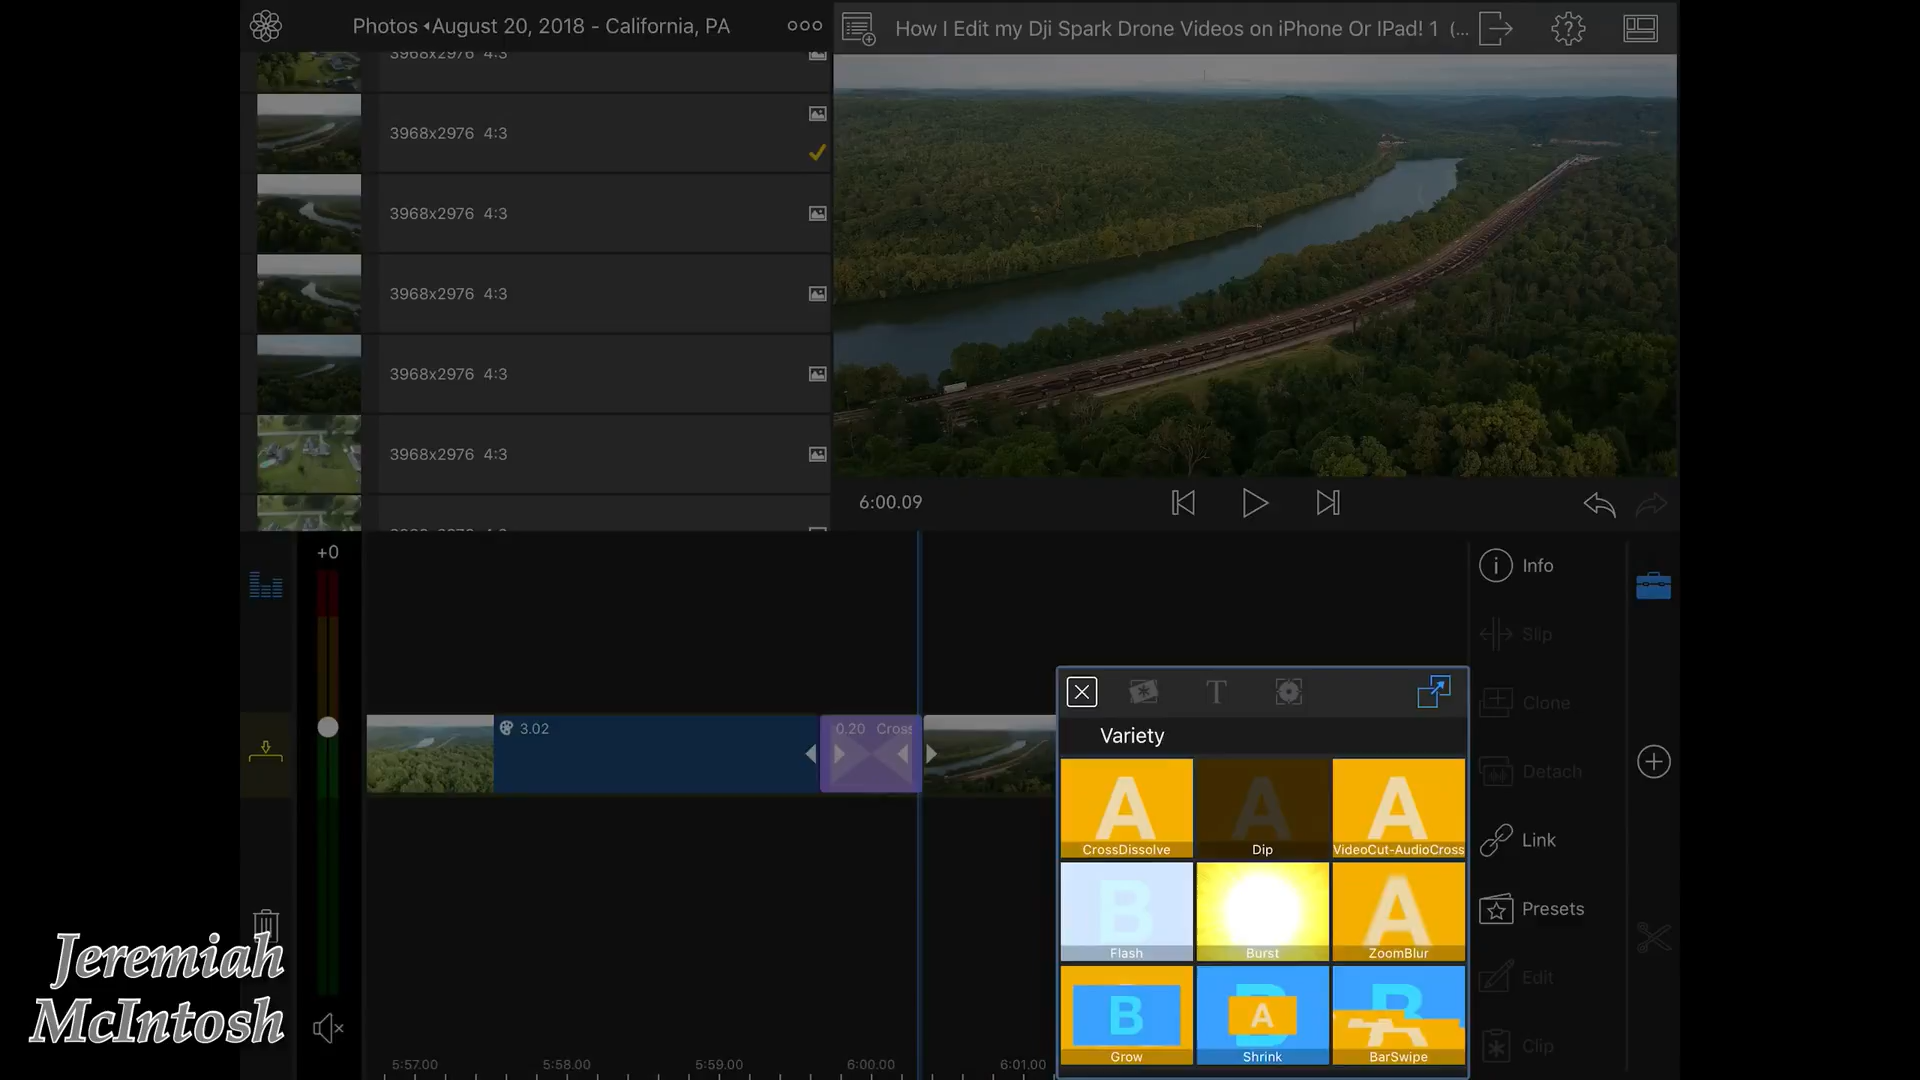 Photos ◂ August 20, 2018 - California, PA
How I Edit my Dji Spark Drone Videos on iPhone Or IPad! 1 (...
3968x2976 4:3
3968x2976 4:3
3968x2976 4:3
3968x2976 4:3
3968x2976 4:3
3968x2976 4:3
6:00.09
+0
Info
Slip
Clone
Detach
Link
Presets
Edit
Clip
3.02
0.20 Cross
T
Variety
A
CrossDissolve
A
Dip
A
VideoCut-AudioCross
B
Flash
Burst
A
ZoomBlur
B
Grow
B
A
Shrink
B
A
BarSwipe
5:57.00
5:58.00
5:59.00
6:00.00
6:01.00
Jeremiah
McIntosh